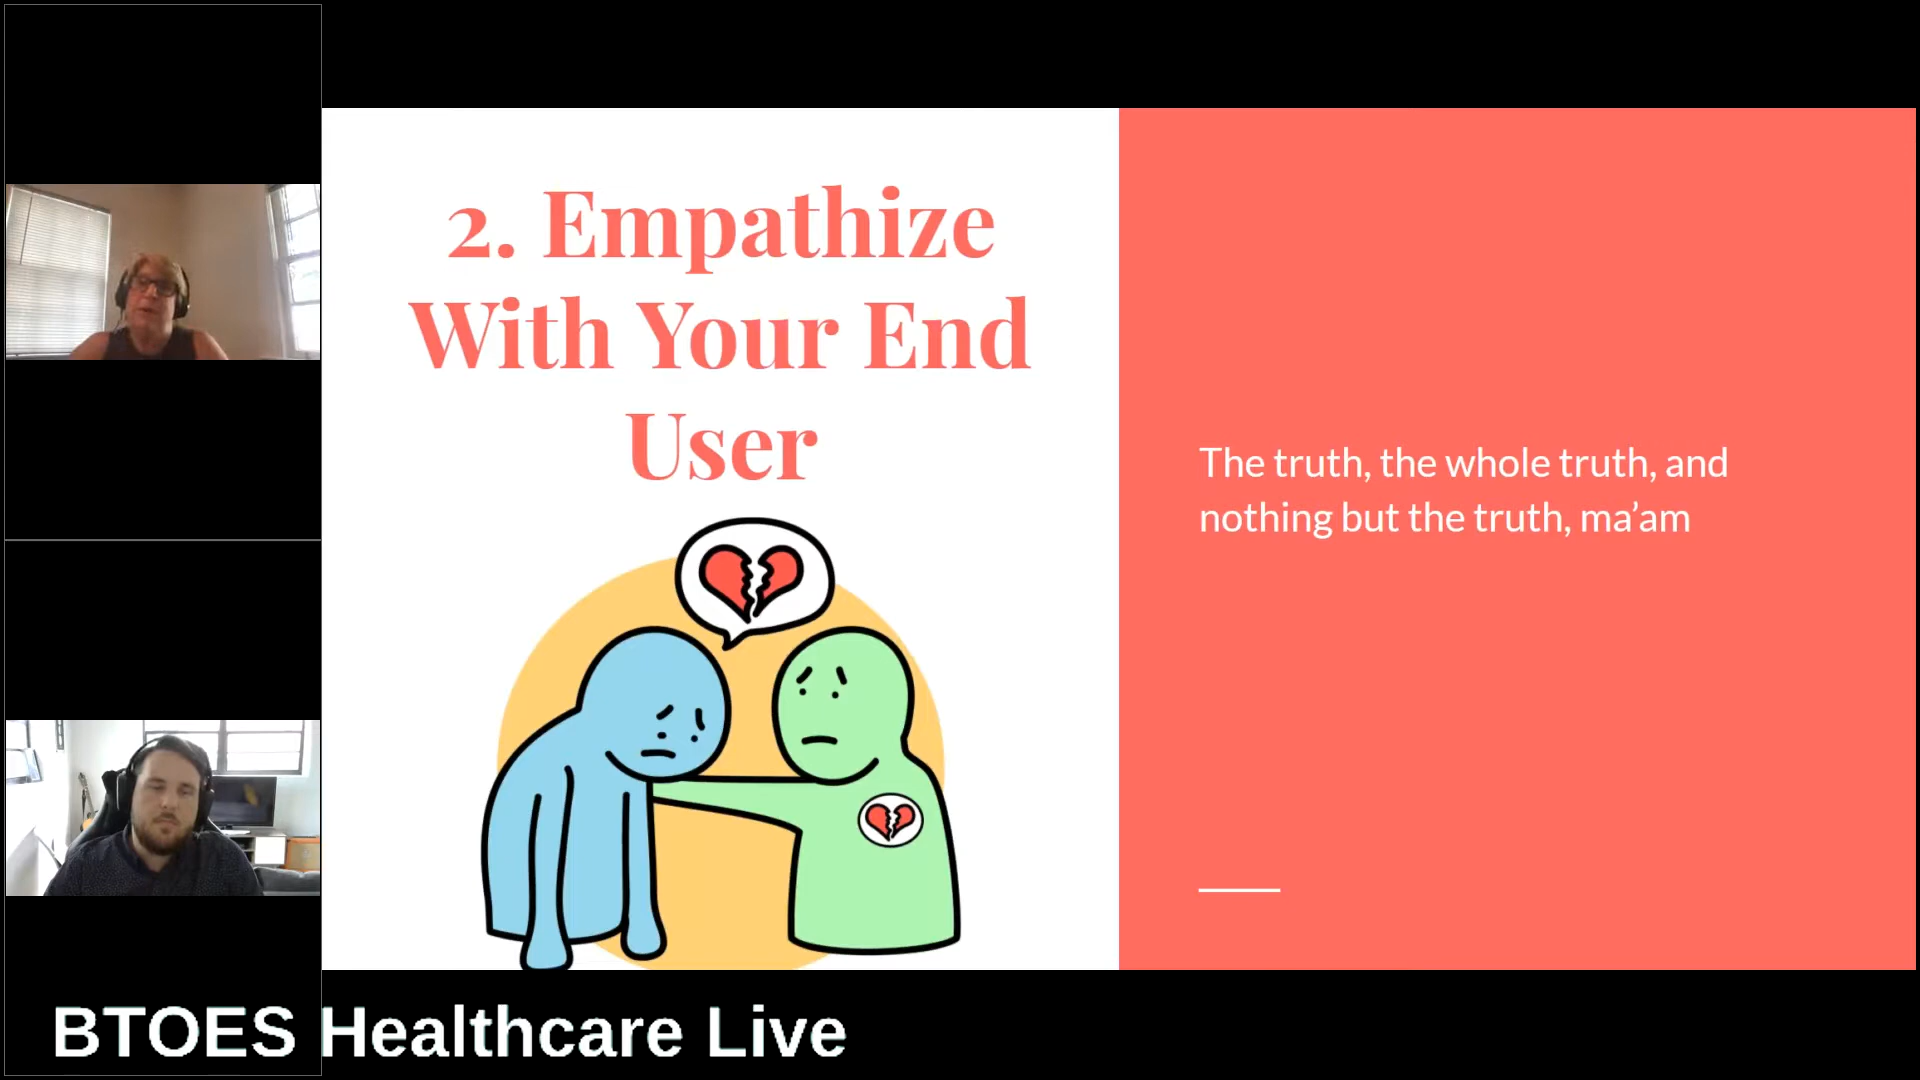 2. Empathize
With Your End
User
The truth, the whole truth, and
nothing but the truth, ma’am
BTOES Healthcare Live